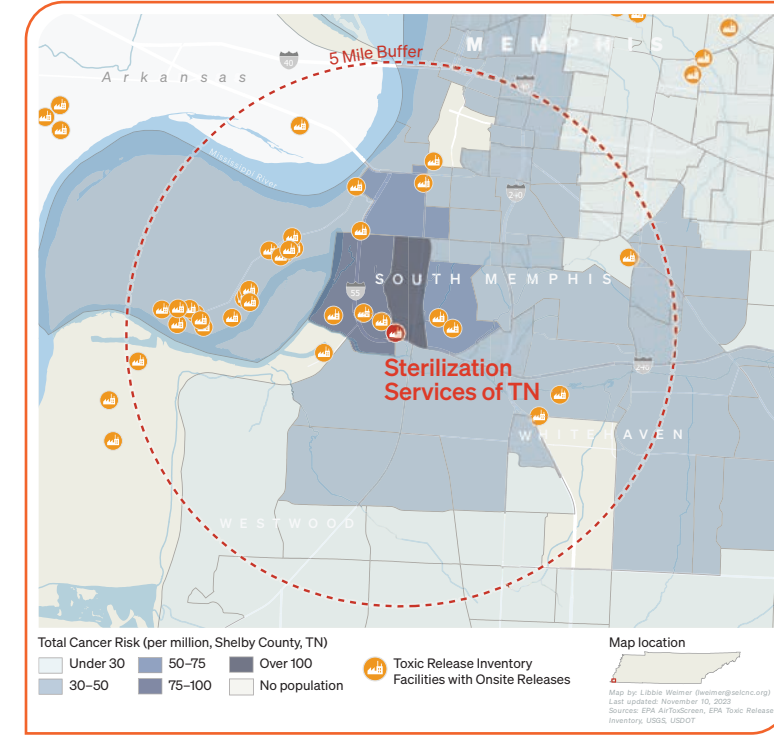 5 Mile Buffer
MEMPHIS
Arkansas
40
40
Mississippi River
240
SOUTH MEMPHIS
55
240
Sterilization
Services of TN
WHITEHAVEN
WESTWOOD
Total Cancer Risk (per million, Shelby County, TN)
Under 30
50–75
Over 100
30–50
75–100
No population
Toxic Release Inventory
Facilities with Onsite Releases
Map location
Map by: Libbie Weimer (lweimer@selcnc.org)
Last updated: November 10, 2023
Sources: EPA AirToxScreen, EPA Toxic Release
Inventory, USGS, USDOT